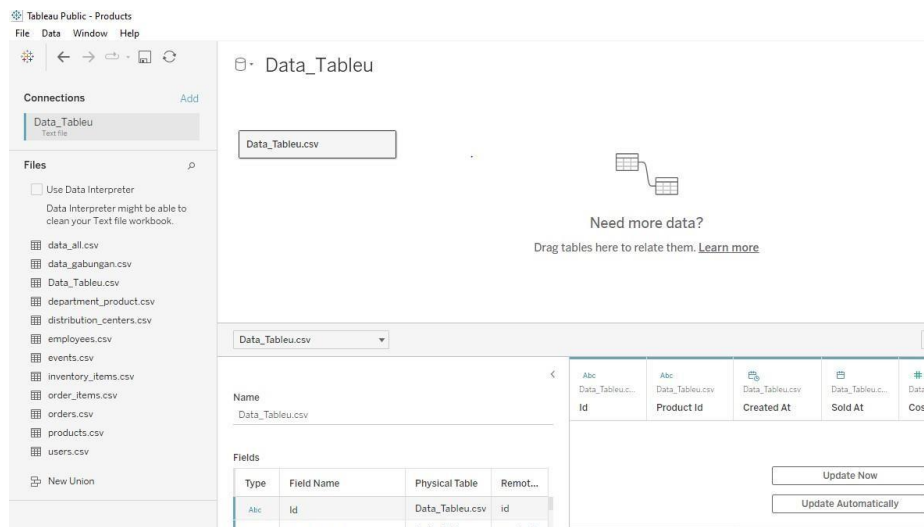 Tableau Public - Products
File Data Window Help
Data_Tableu
Connections Add
Data_Tableu
Text file
Data_Tableu.csv
Files
Use Data Interpreter
Data Interpreter might be able to
clean your Text file workbook.
data_all.csv
data_gabungan.csv
Data_Tableu.csv
department_product.csv
distribution_centers.csv
employees.csv
events.csv
inventory_items.csv
order_items.csv
orders.csv
products.csv
users.csv
New Union
Need more data?
Drag tables here to relate them. Learn more
Data_Tableu.csv
Name
Data_Tableu.csv
Fields
Type Field Name Physical Table Remot...
Abc Id Data_Tableu.csv id
Abc Abc #
Data_Tableu.c... Data_Tableu.csv Data_Tableu.csv Data_Tableu.c... Data
Id Product Id Created At Sold At Cos
Update Now
Update Automatically